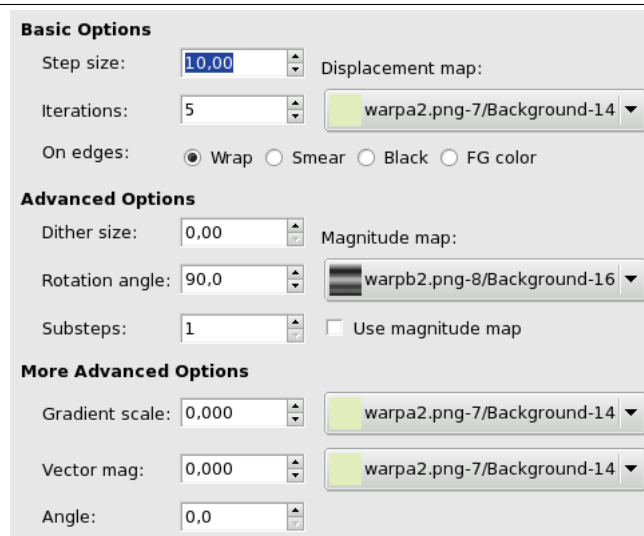 Basic Options
Step size: 10,00
Displacement map:
Iterations: 5 warpa2.png-7/Background-14
On edges: Wrap Smear Black FG color
Advanced Options
Dither size: 0,00
Magnitude map:
Rotation angle: 90,0 warpb2.png-8/Background-16
Substeps: 1 Use magnitude map
More Advanced Options
Gradient scale: 0,000 warpa2.png-7/Background-14
Vector mag: 0,000 warpa2.png-7/Background-14
Angle: 0,0